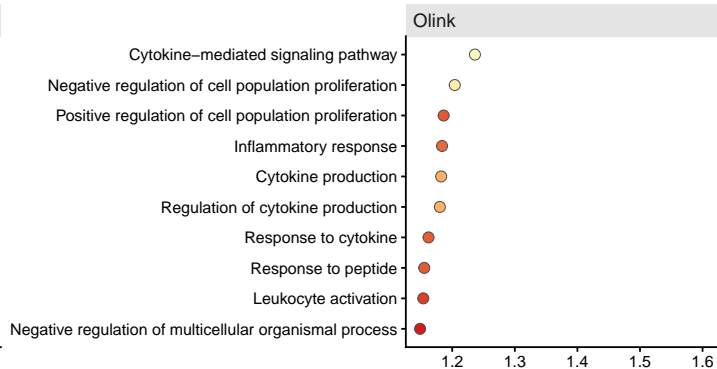 Olink
Cytokine−mediated signaling pathway
Negative regulation of cell population proliferation
Positive regulation of cell population proliferation
Inflammatory response
Cytokine production
Regulation of cytokine production
Response to cytokine
Response to peptide
Leukocyte activation
Negative regulation of multicellular organismal process
1.2 1.3 1.4 1.5 1.6